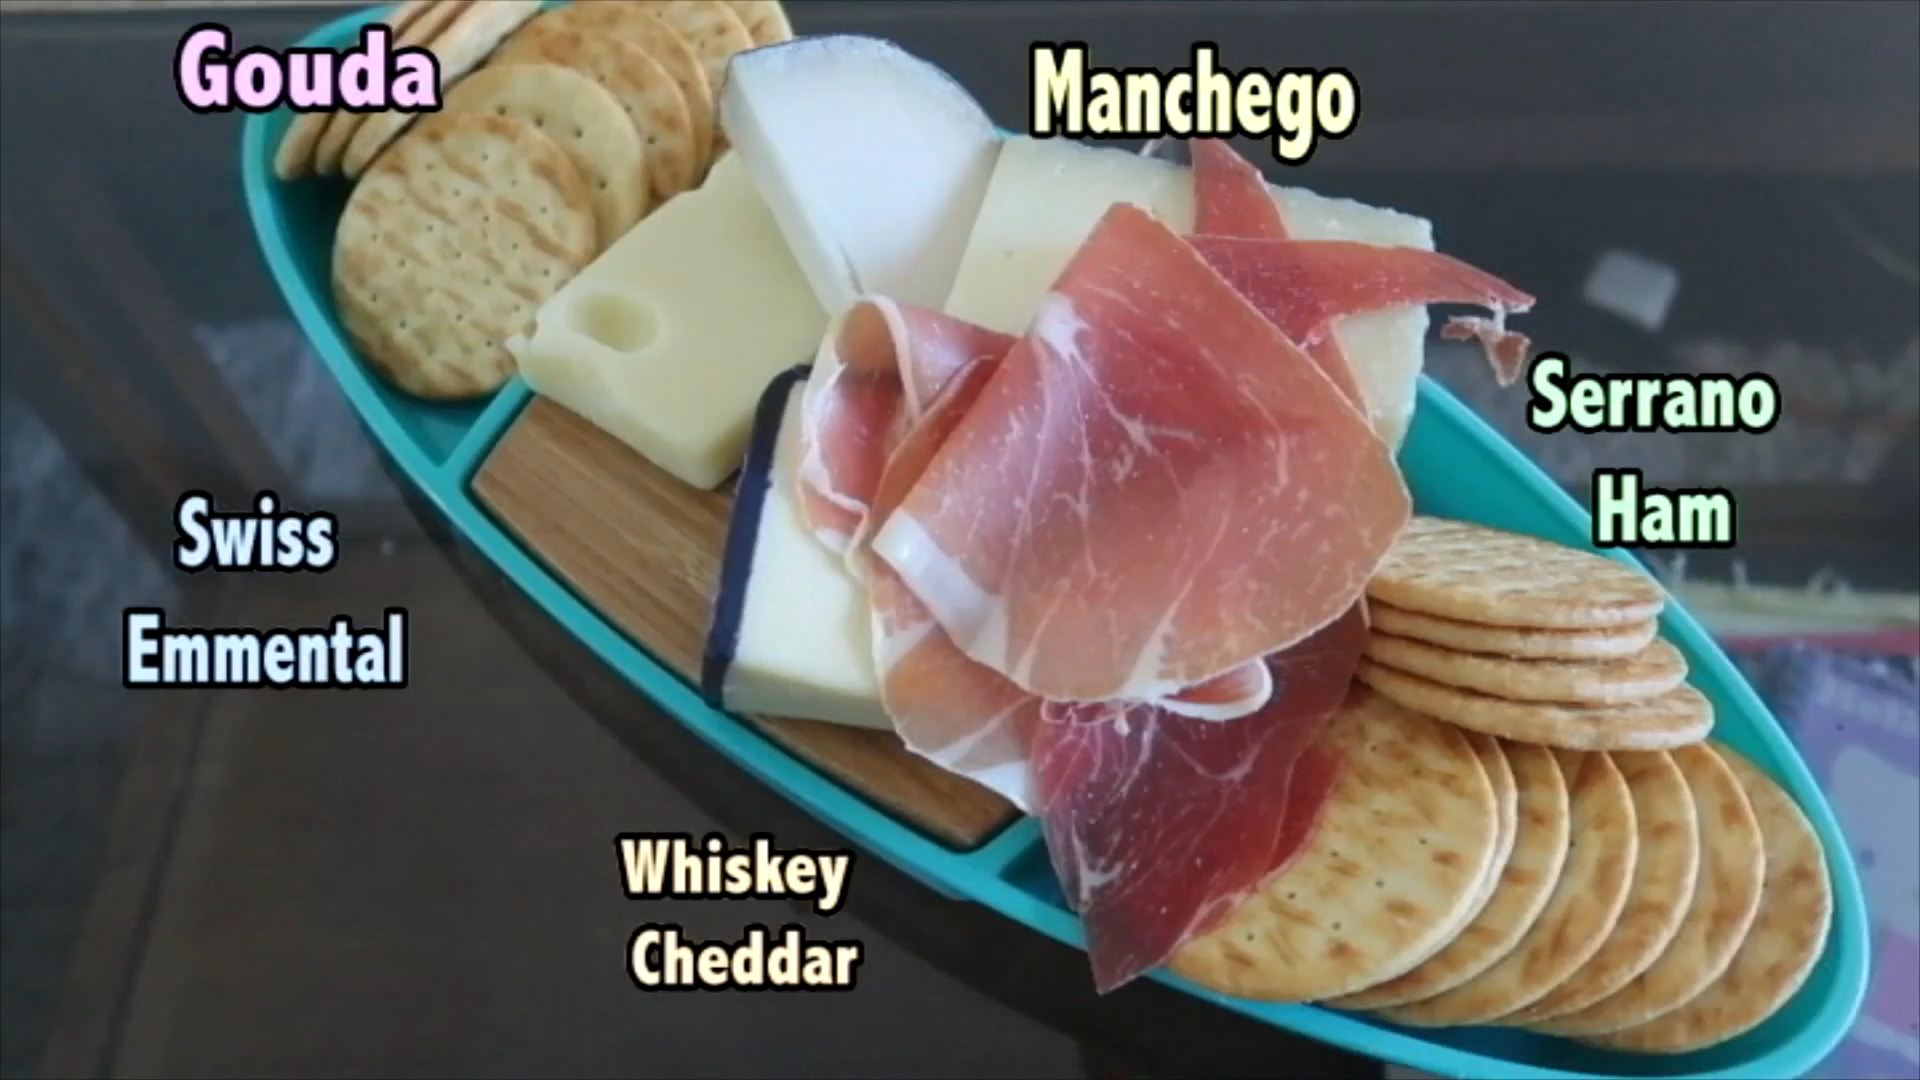 Gouda
Manchego
Serrano
Ham
Swiss
Emmental
Whiskey
Cheddar